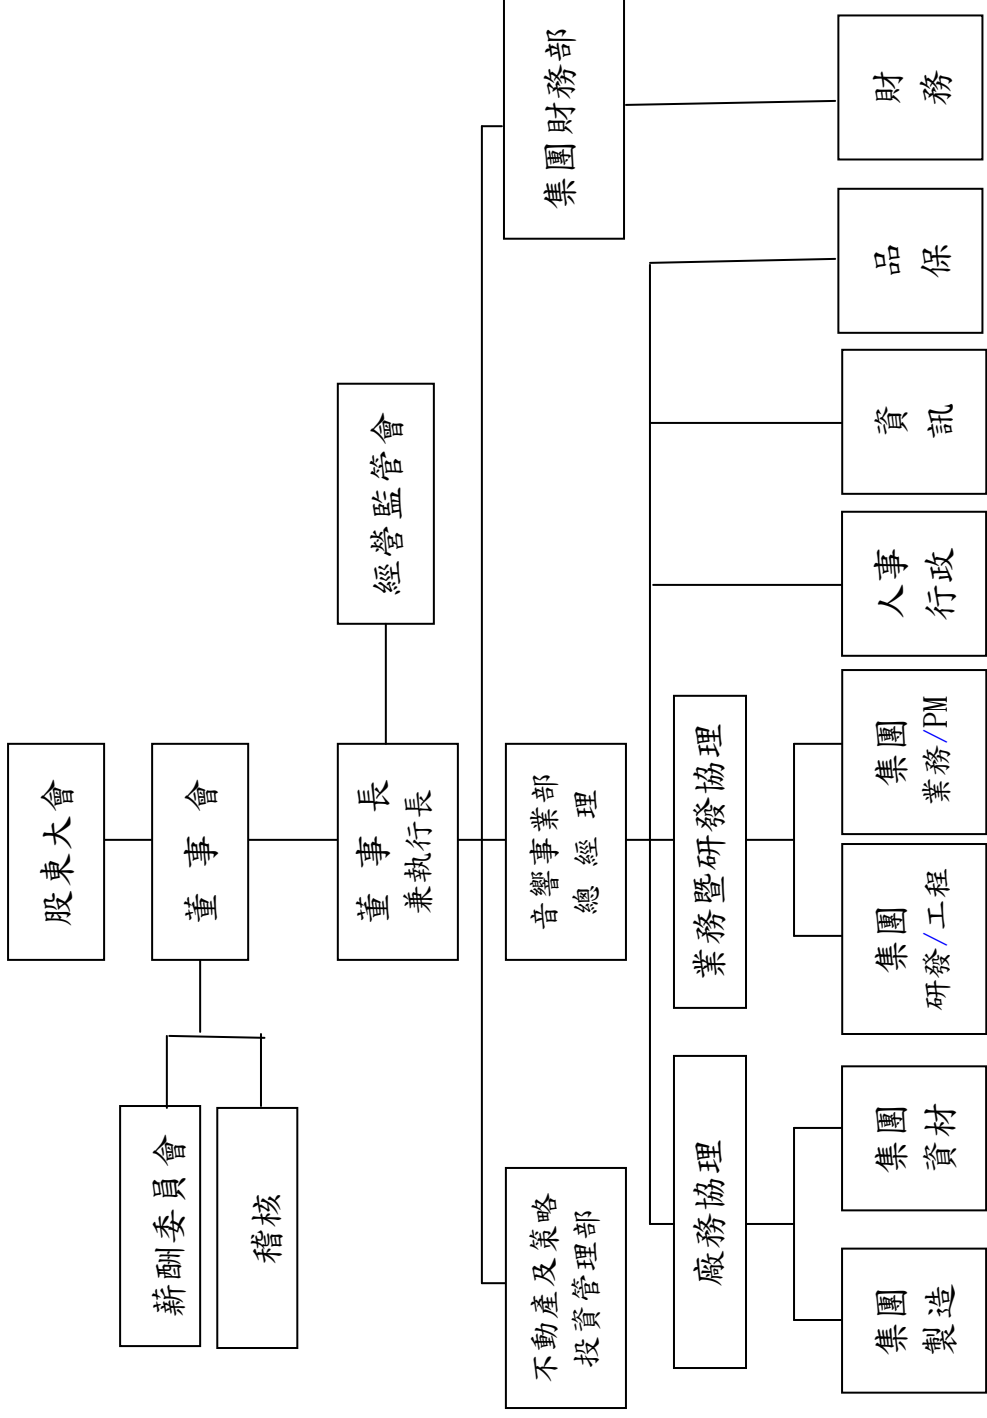 股東大會
董事會
薪酬委員會
稽核
董事長
兼執行長
經營監管會
不動產及策略
投資管理部
音響事業部
總經理
集團財務部
廠務協理
業務暨研發協理
集團
製造
集團
資材
集團
研發/工程
集團
業務/PM
人事
行政
資訊
品保
財務